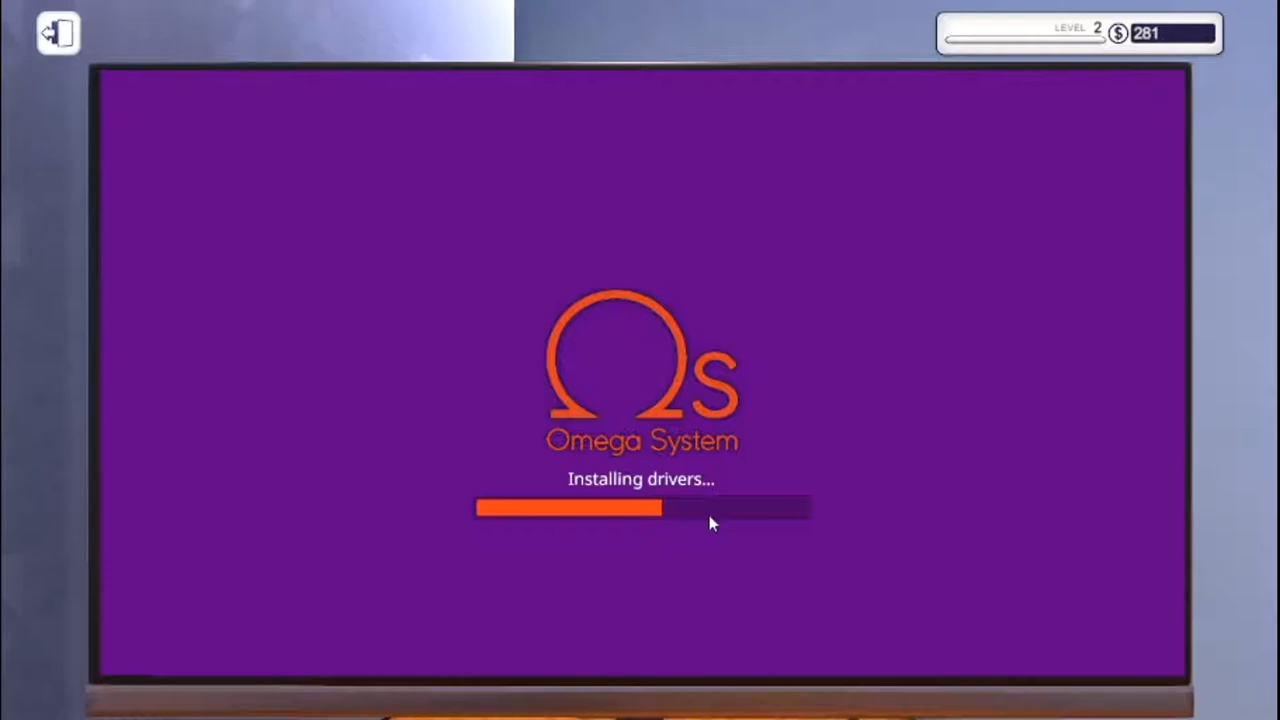 LEVEL 2 $ 281
Ωs
Omega System
Installing drivers...